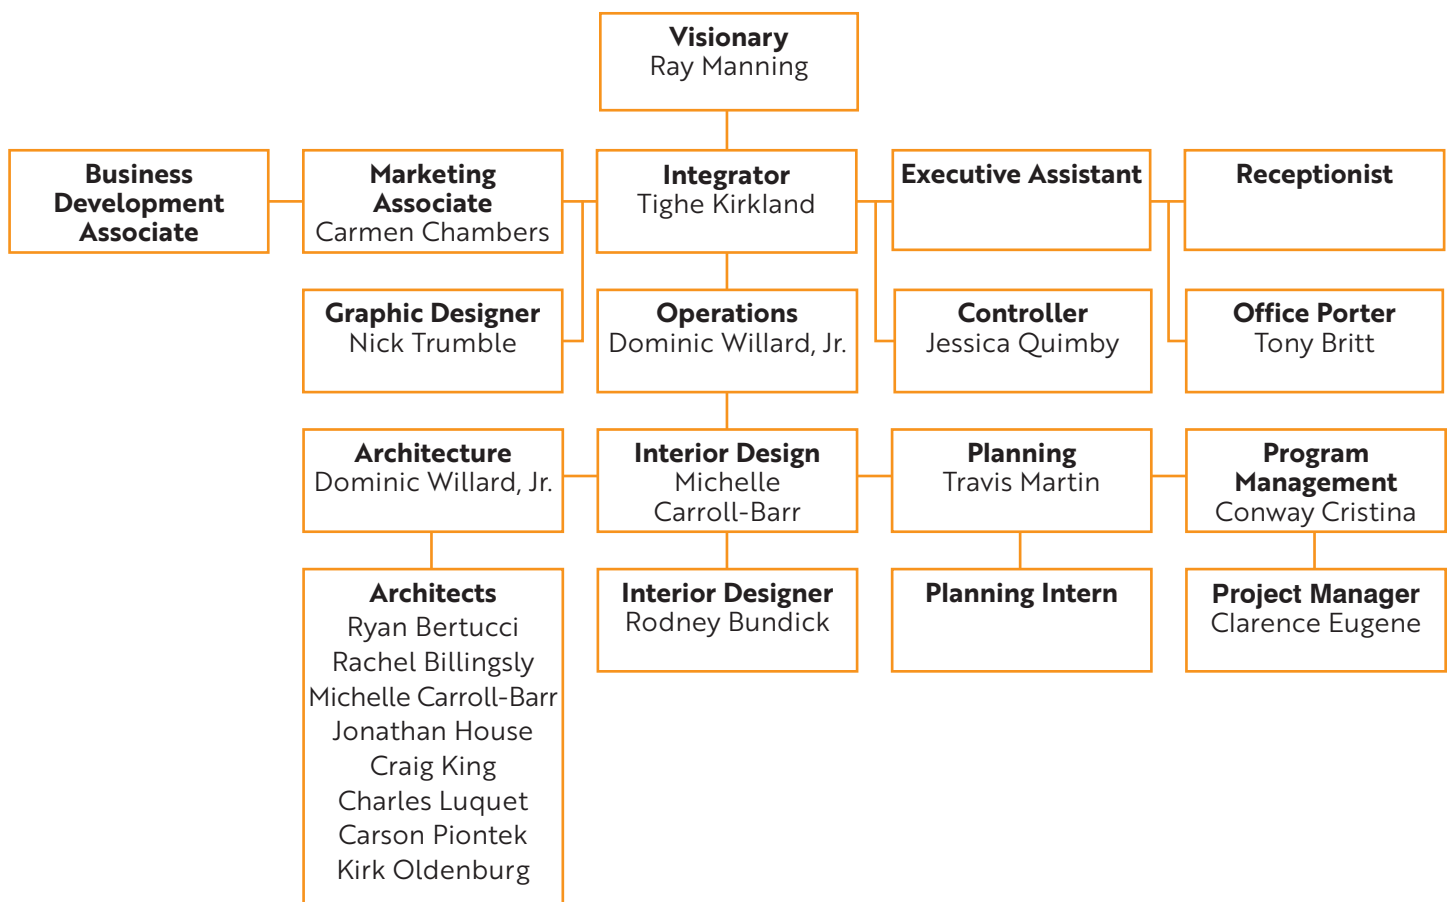 Visionary
Ray Manning
Business
Development
Associate
Marketing
Associate
Carmen Chambers
Integrator
Tighe Kirkland
Executive Assistant
Receptionist
Graphic Designer
Nick Trumble
Operations
Dominic Willard, Jr.
Controller
Jessica Quimby
Office Porter
Tony Britt
Architecture
Dominic Willard, Jr.
Interior Design
Michelle
Carroll-Barr
Planning
Travis Martin
Program
Management
Conway Cristina
Architects
Ryan Bertucci
Rachel Billingsly
Michelle Carroll-Barr
Jonathan House
Craig King
Charles Luquet
Carson Piontek
Kirk Oldenburg
Interior Designer
Rodney Bundick
Planning Intern
Project Manager
Clarence Eugene